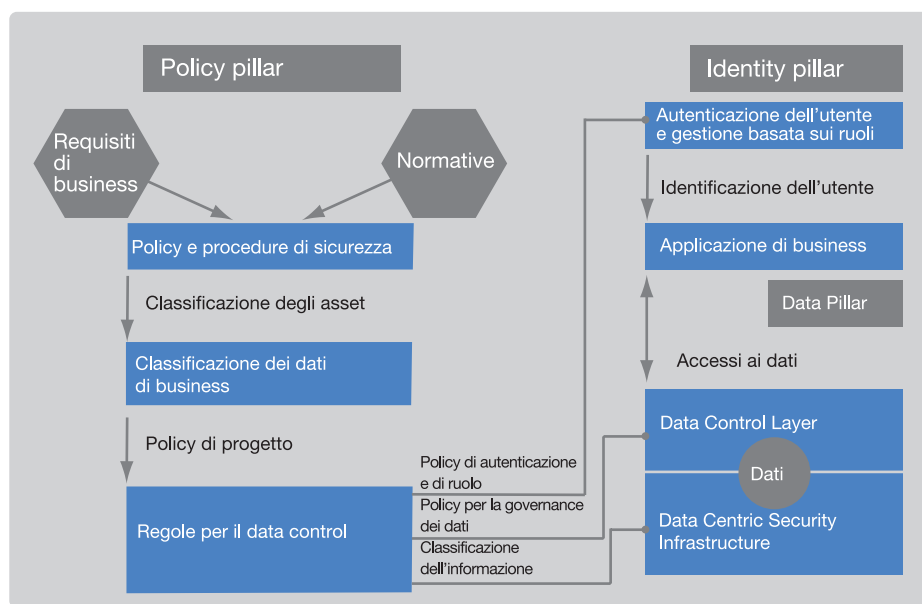 Policy pillar
Requisiti
di
business
Normative
Policy e procedure di sicurezza
Classificazione degli asset
Classificazione dei dati
di business
Policy di progetto
Regole per il data control
Policy di autenticazione
e di ruolo
Policy per la governance
dei dati
Classificazione
dell'informazione
Identity pillar
Autenticazione dell'utente
e gestione basata sui ruoli
Identificazione dell'utente
Applicazione di business
Data Pillar
Accessi ai dati
Data Control Layer
Dati
Data Centric Security
Infrastructure